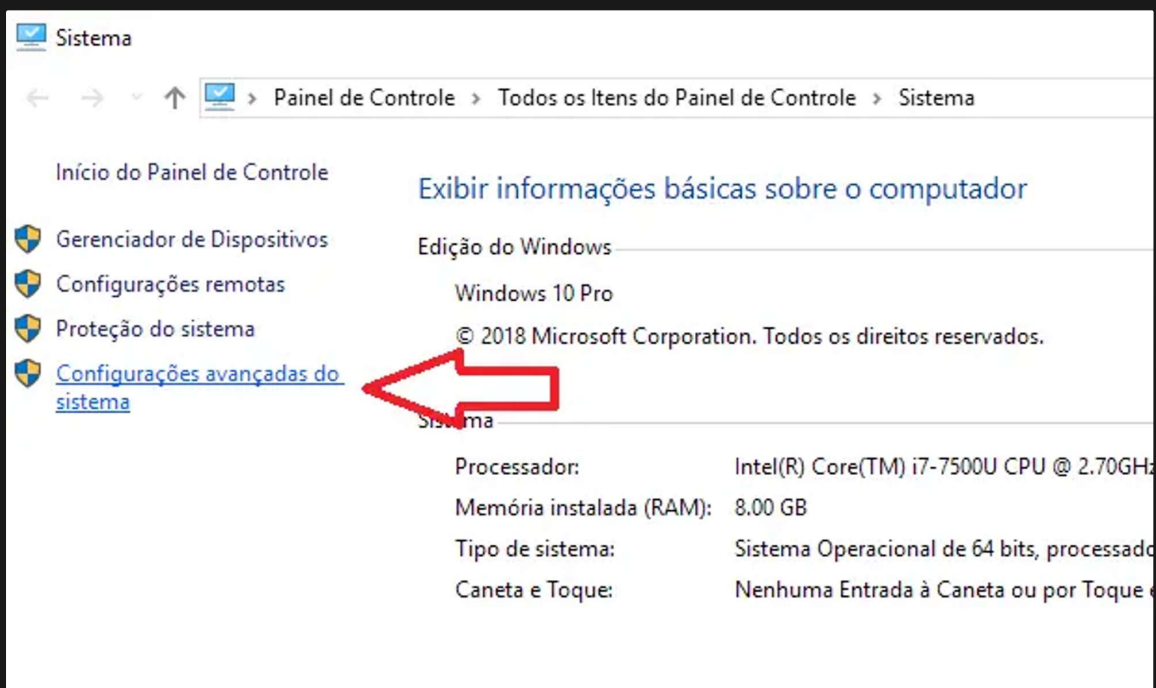 Sistema
Painel de Controle > Todos os Itens do Painel de Controle > Sistema
Início do Painel de Controle
Gerenciador de Dispositivos
Configurações remotas
Proteção do sistema
Configurações avançadas do
sistema
Exibir informações básicas sobre o computador
Edição do Windows
Windows 10 Pro
© 2018 Microsoft Corporation. Todos os direitos reservados.
Sistema
Processador: Intel(R) Core(TM) i7-7500U CPU @ 2.70GHz
Memória instalada (RAM): 8.00 GB
Tipo de sistema: Sistema Operacional de 64 bits,
Caneta e Toque: Nenhuma Entrada à Caneta ou por Toque